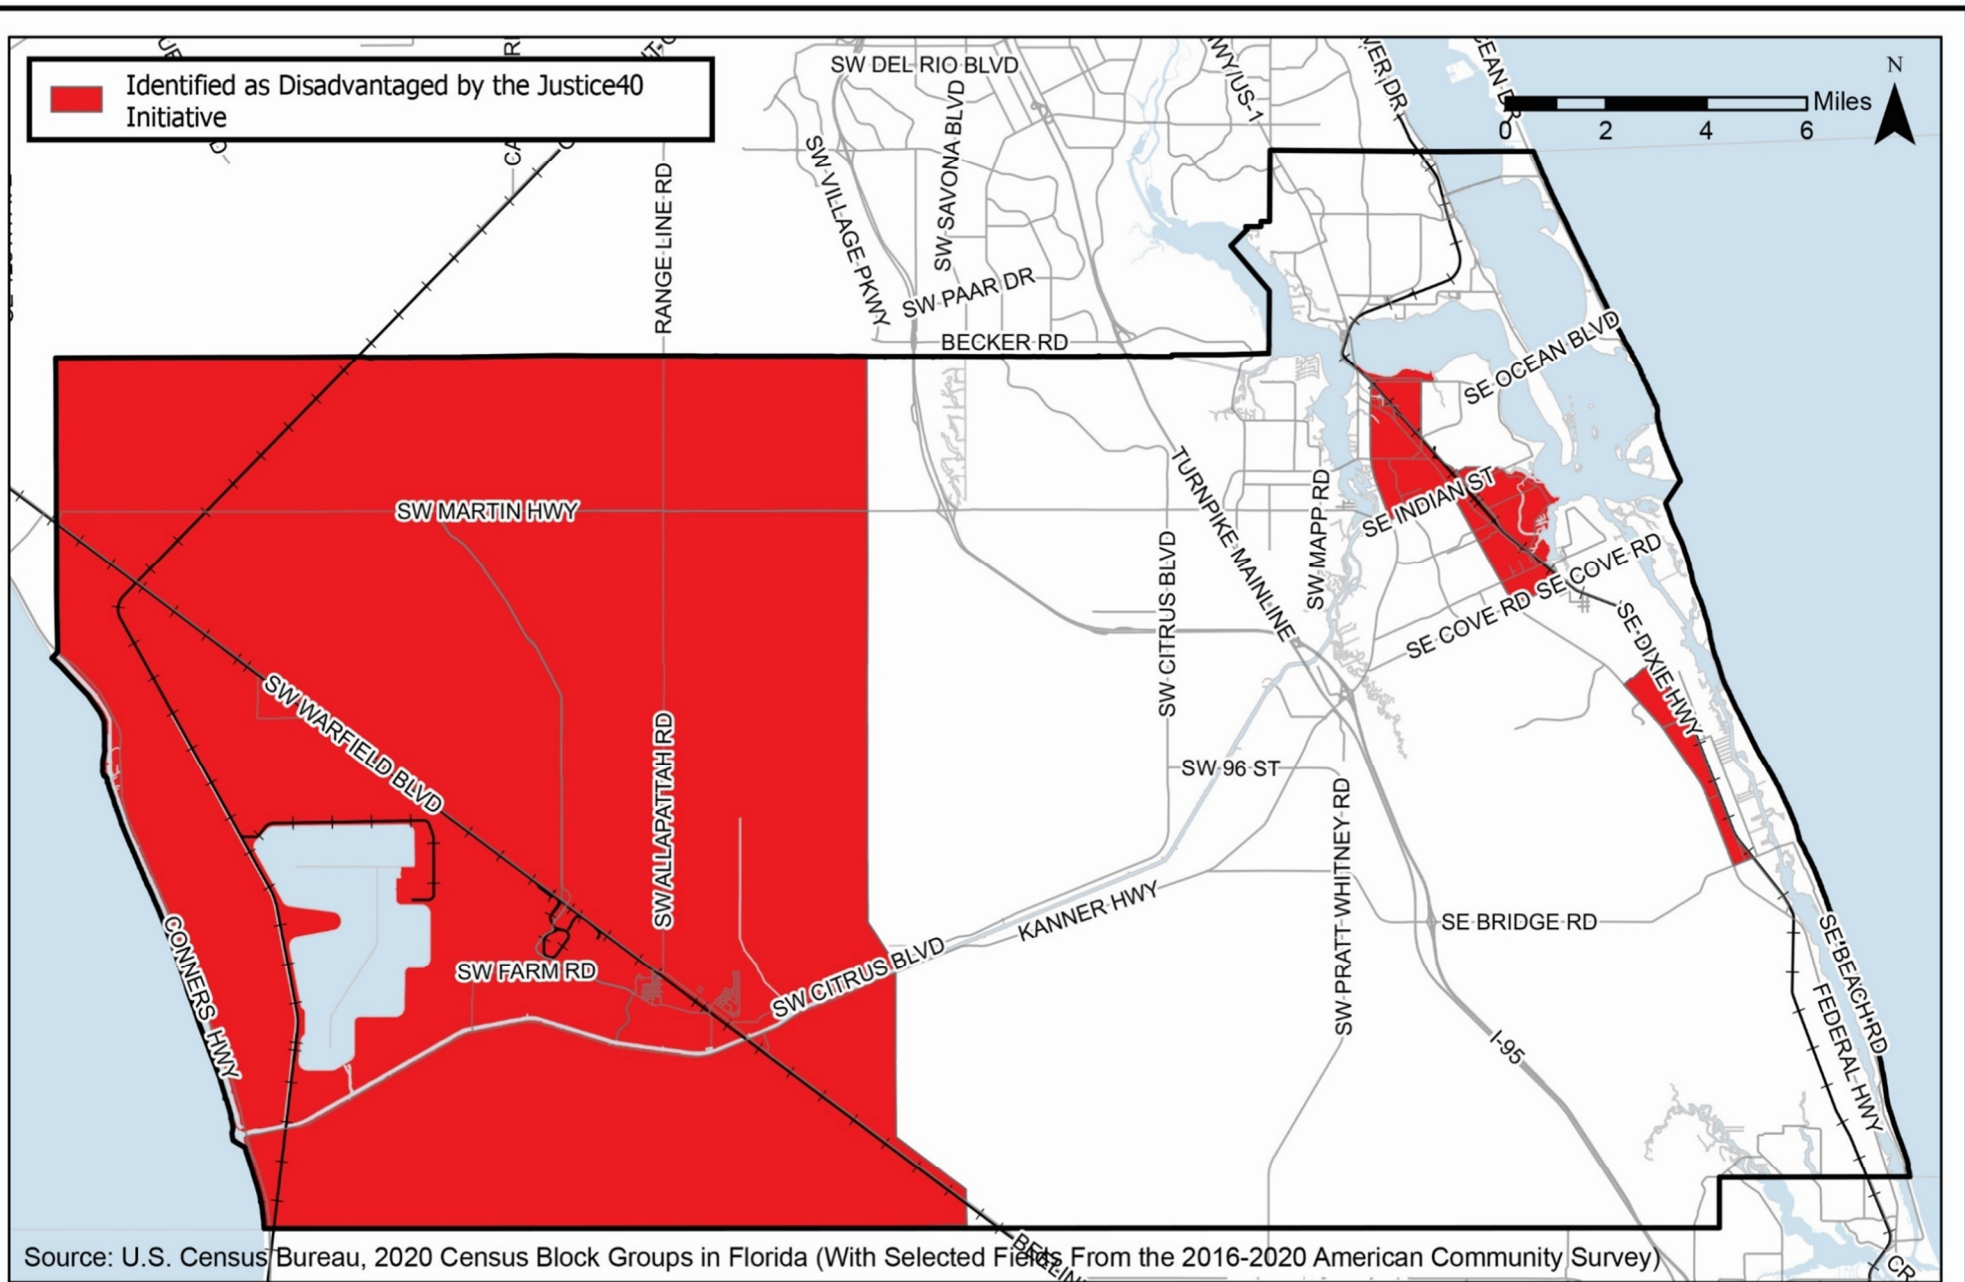 Identified as Disadvantaged by the Justice40
Initiative
SW DEL RIO BLVD
HWY/US-1
N
Miles
0 2 4 6
RANGE LINE RD
SW VILLAGE PKWY
SW SAVONA BLVD
SW PAAR DR
BECKER RD
SE OCEAN BLVD
SW MARTIN HWY
TURNPIKE MAINLINE
SW MAPP RD
SE INDIAN ST
SW CITRUS BLVD
SE COVE RD
SE COVE RD
SE DIXIE HWY
SW WARFIELD BLVD
SW ALLAPATTAH RD
SW 96 ST
SW PRATT WHITNEY RD
KANNER HWY
SE BRIDGE RD
SW CITRUS BLVD
SW FARM RD
CONNERS HWY
SE BEACH RD
FEDERAL HWY
I-95
CR
Source: U.S. Census Bureau, 2020 Census Block Groups in Florida (With Selected Fields From the 2016-2020 American Community Survey)